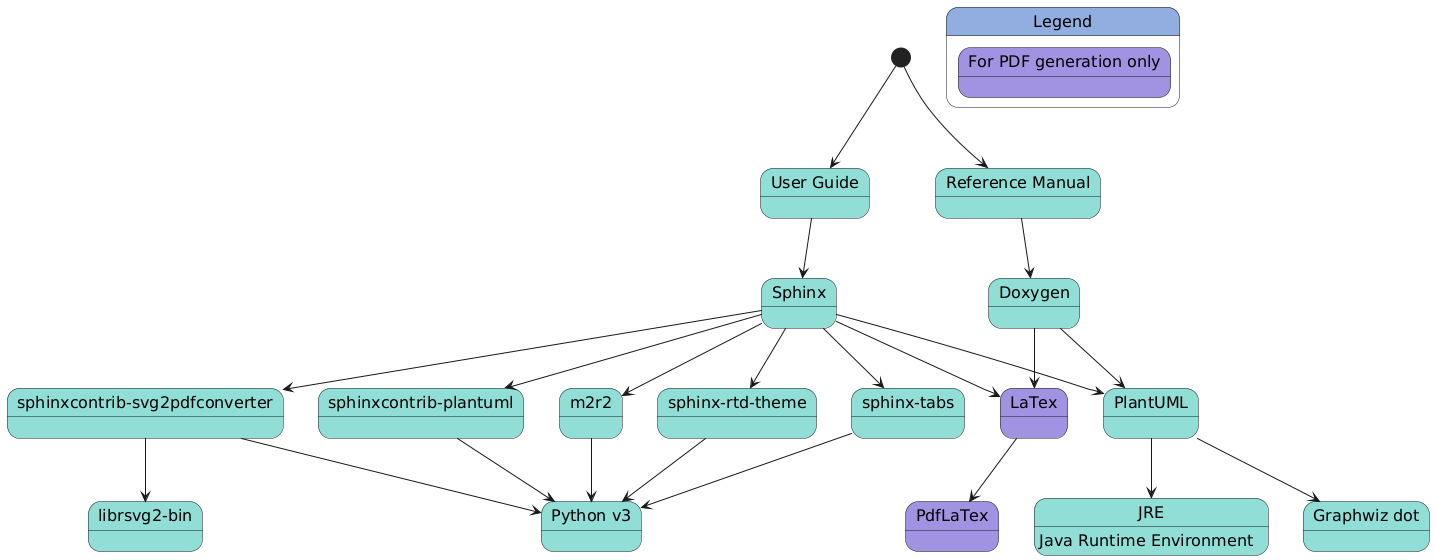 Legend
For PDF generation only
User Guide
Reference Manual
Sphinx
Doxygen
sphinxcontrib-svg2pdfconverter
sphinxcontrib-plantuml
m2r2
sphinx-rtd-theme
sphinx-tabs
LaTex
PlantUML
librsvg2-bin
Python v3
PdfLaTex
JRE
Java Runtime Environment
Graphwiz dot